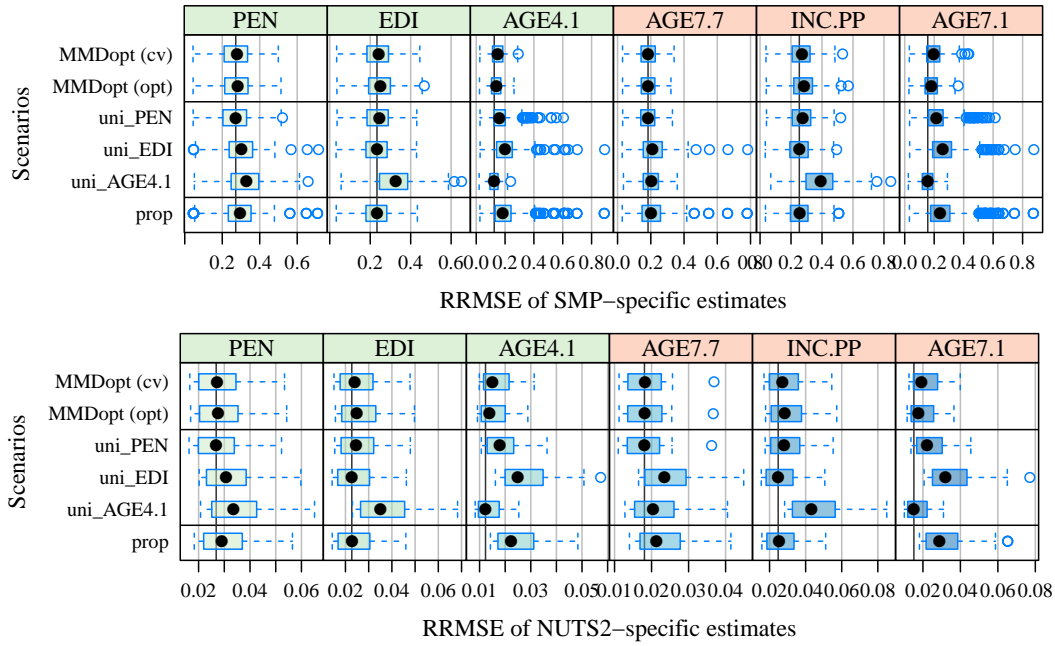 PEN EDI AGE4.1 AGE7.7 INC.PP AGE7.1
Scenarios
MMDopt (cv)
MMDopt (opt)
uni_PEN
uni_EDI
uni_AGE4.1
prop
0.2 0.4 0.6 0.2 0.4 0.6 0.0 0.2 0.4 0.6 0.8 0.0 0.2 0.4 0.6 0.8 0.2 0.4 0.6 0.8 0.0 0.2 0.4 0.6 0.8
RRMSE of SMP−specific estimates
PEN EDI AGE4.1 AGE7.7 INC.PP AGE7.1
Scenarios
MMDopt (cv)
MMDopt (opt)
uni_PEN
uni_EDI
uni_AGE4.1
prop
0.02 0.04 0.06 0.02 0.04 0.06 0.01 0.03 0.05 0.01 0.02 0.03 0.04 0.02 0.04 0.06 0.08 0.02 0.04 0.06 0.08
RRMSE of NUTS2−specific estimates